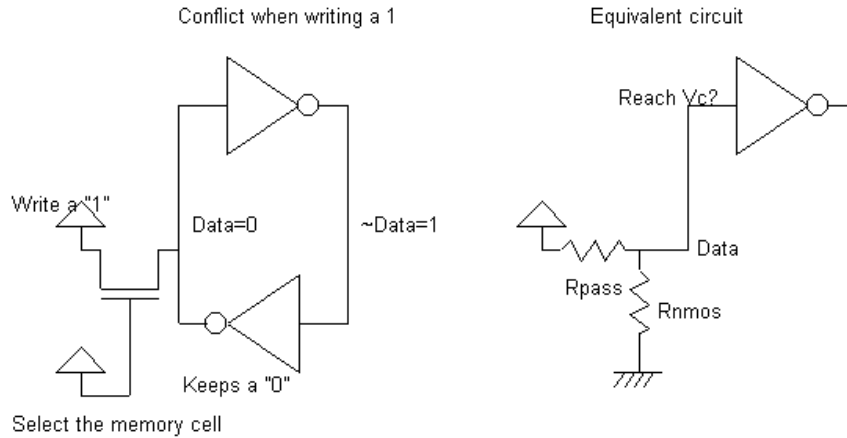 Conflict when writing a 1
Equivalent circuit
Reach Vc?
Write a "1"
Data=0
~Data=1
Data
Rpass
Rnmos
Keeps a "0"
Select the memory cell